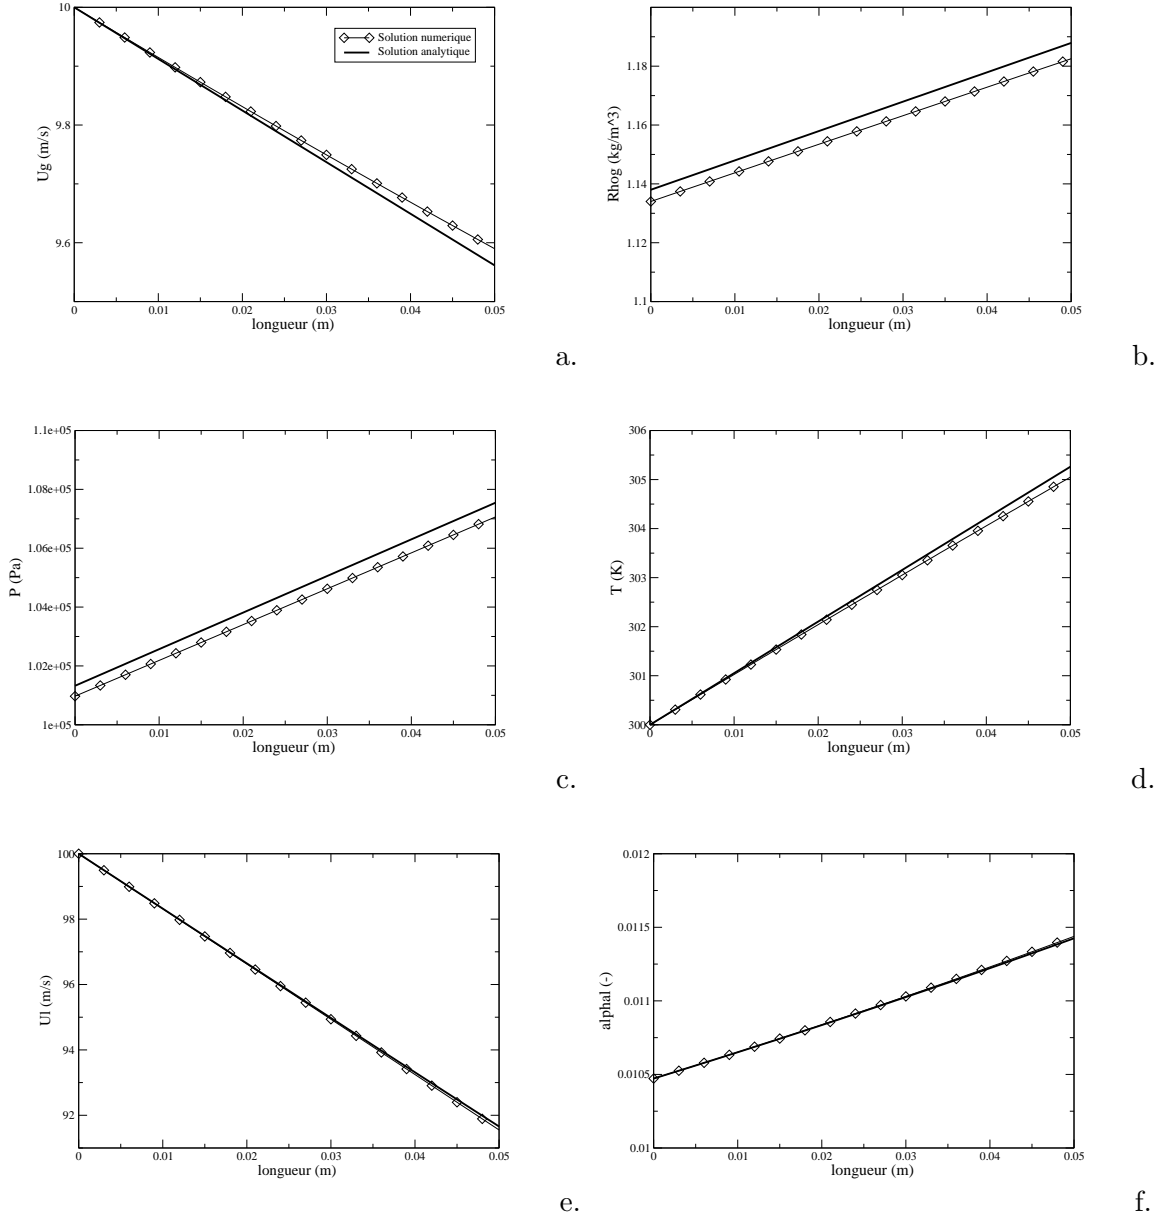 10
9.8
9.6
Ug (m/s)
Solution numerique
Solution analytique
0 0.01 0.02 0.03 0.04 0.05
longueur (m)
a.
1.18
1.16
1.14
1.12
1.1
Rhog (kg/m^3)
0 0.01 0.02 0.03 0.04 0.05
longueur (m)
b.
1.1e+05
1.08e+05
1.06e+05
1.04e+05
1.02e+05
1e+05
P (Pa)
0 0.01 0.02 0.03 0.04 0.05
longueur (m)
c.
306
305
304
303
302
301
300
T (K)
0 0.01 0.02 0.03 0.04 0.05
longueur (m)
d.
100
98
96
94
92
Ul (m/s)
0 0.01 0.02 0.03 0.04 0.05
longueur (m)
e.
0.012
0.0115
0.011
0.0105
0.01
alphal (-)
0 0.01 0.02 0.03 0.04 0.05
longueur (m)
f.